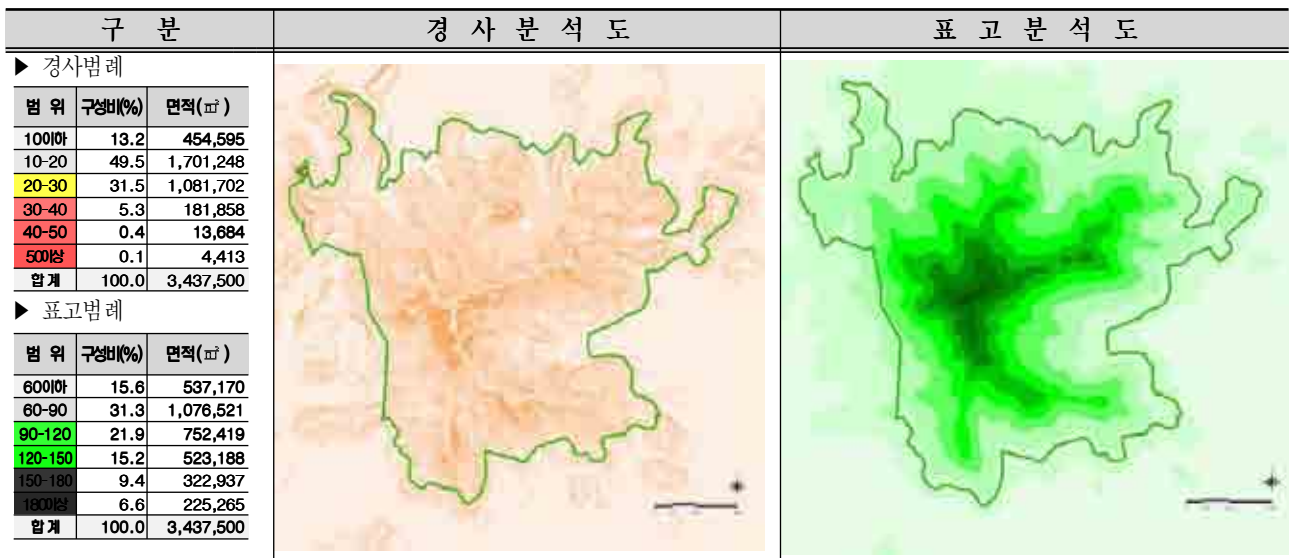 구 분 경 사 분 석 도 표 고 분 석 도
▶ 경사범례
범 위 구성비(%) 면적(㎡)
10이하 13.2 454,595
10-20 49.5 1,701,248
20-30 31.5 1,081,702
30-40 5.3 181,858
40-50 0.4 13,684
50이상 0.1 4,413
합 계 100.0 3,437,500
▶ 표고범례
범 위 구성비(%) 면적(㎡)
60이하 15.6 537,170
60-90 31.3 1,076,521
90-120 21.9 752,419
120-150 15.2 523,188
150-180 9.4 322,937
180이상 6.6 225,265
합 계 100.0 3,437,500